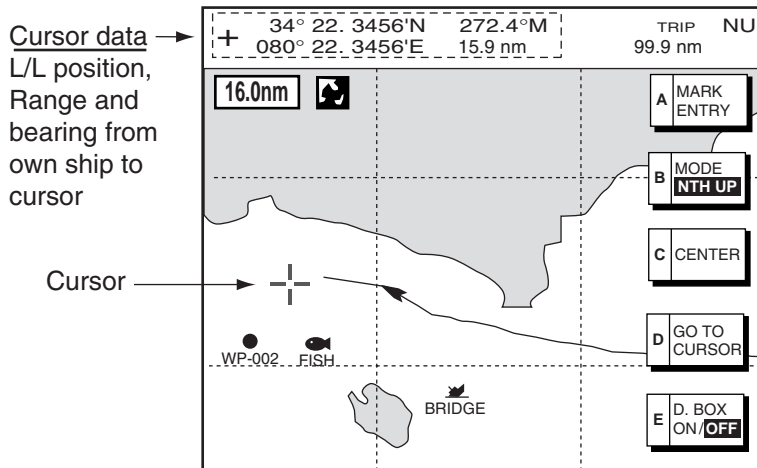 Cursor data
L/L position,
Range and
bearing from
own ship to
cursor
Cursor
+ 34° 22. 3456'N 272.4°M
080° 22. 3456'E 15.9 nm
TRIP NU
99.9 nm
16.0nm
A MARK
ENTRY
B MODE
NTH UP
C CENTER
D GO TO
CURSOR
E D. BOX
ON/OFF
WP-002 FISH
BRIDGE